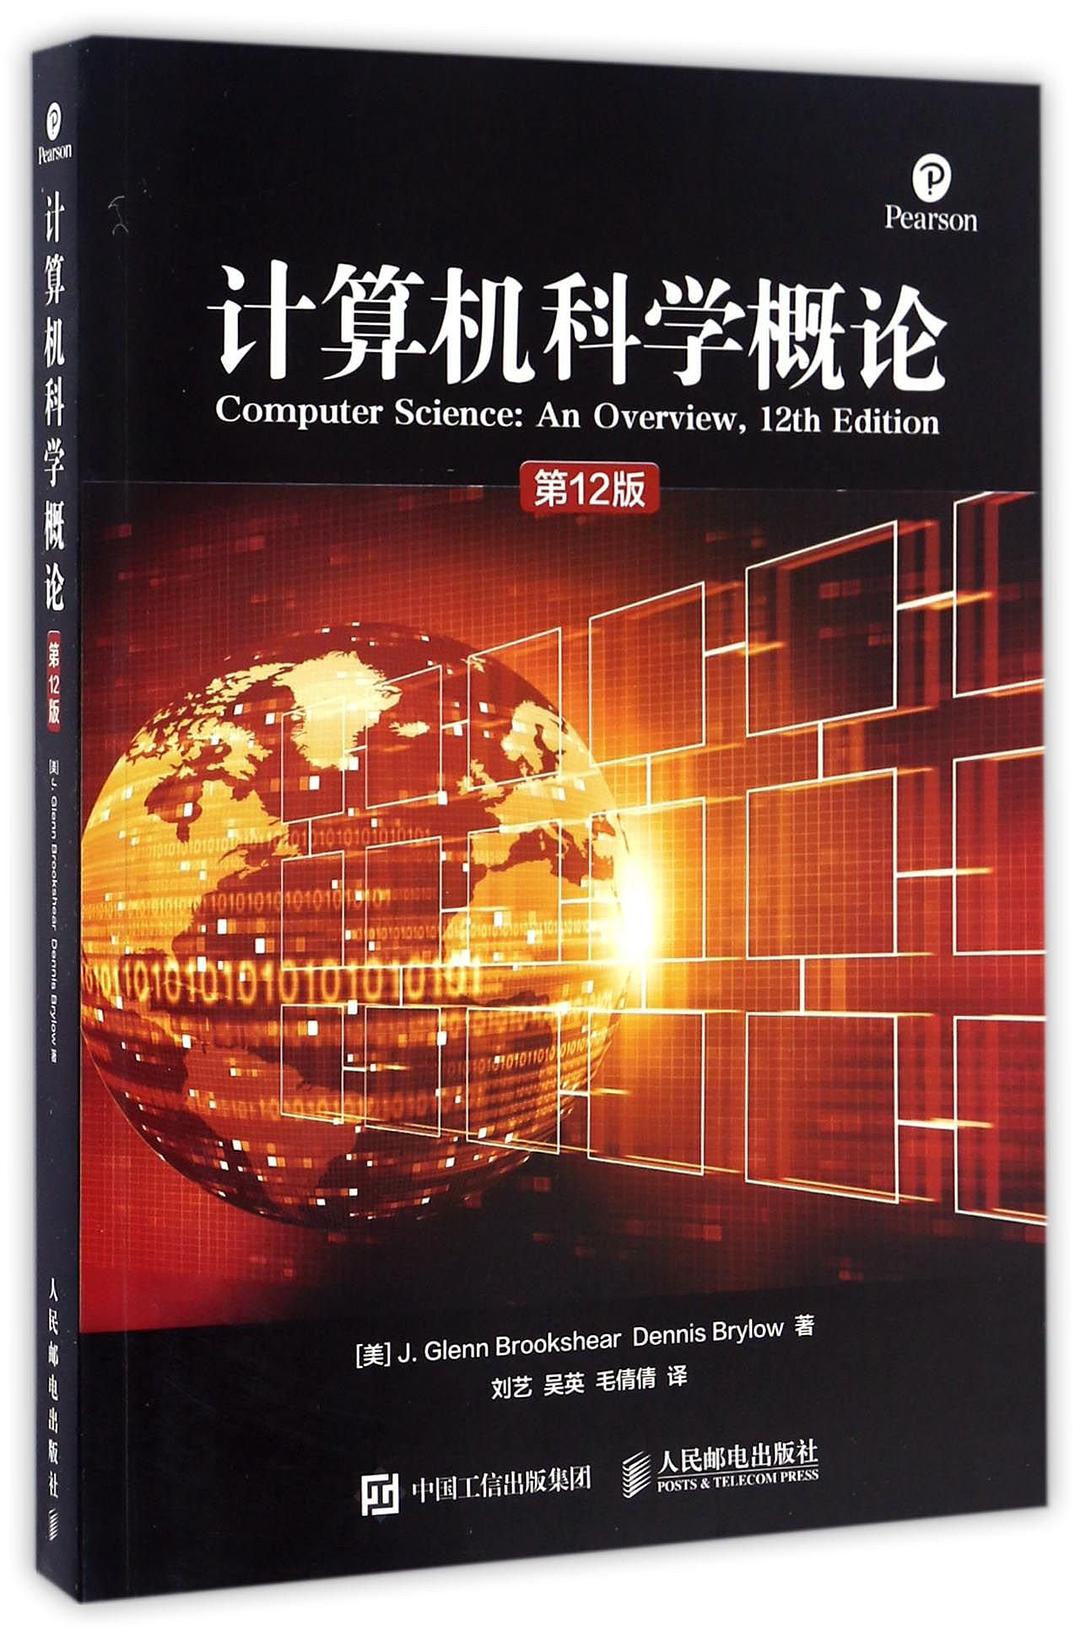 Pearson
计算机科学概论
第12版
[美] J. Glenn Brookshear Dennis Brylow 著
人民邮电出版社
Pearson
计算机科学概论
Computer Science: An Overview, 12th Edition
第12版
1010101010101010101
101010101010101010
[美] J. Glenn Brookshear Dennis Brylow 著
刘艺 吴英 毛倩倩 译
中国工信出版集团
人民邮电出版社
POSTS & TELECOM PRESS